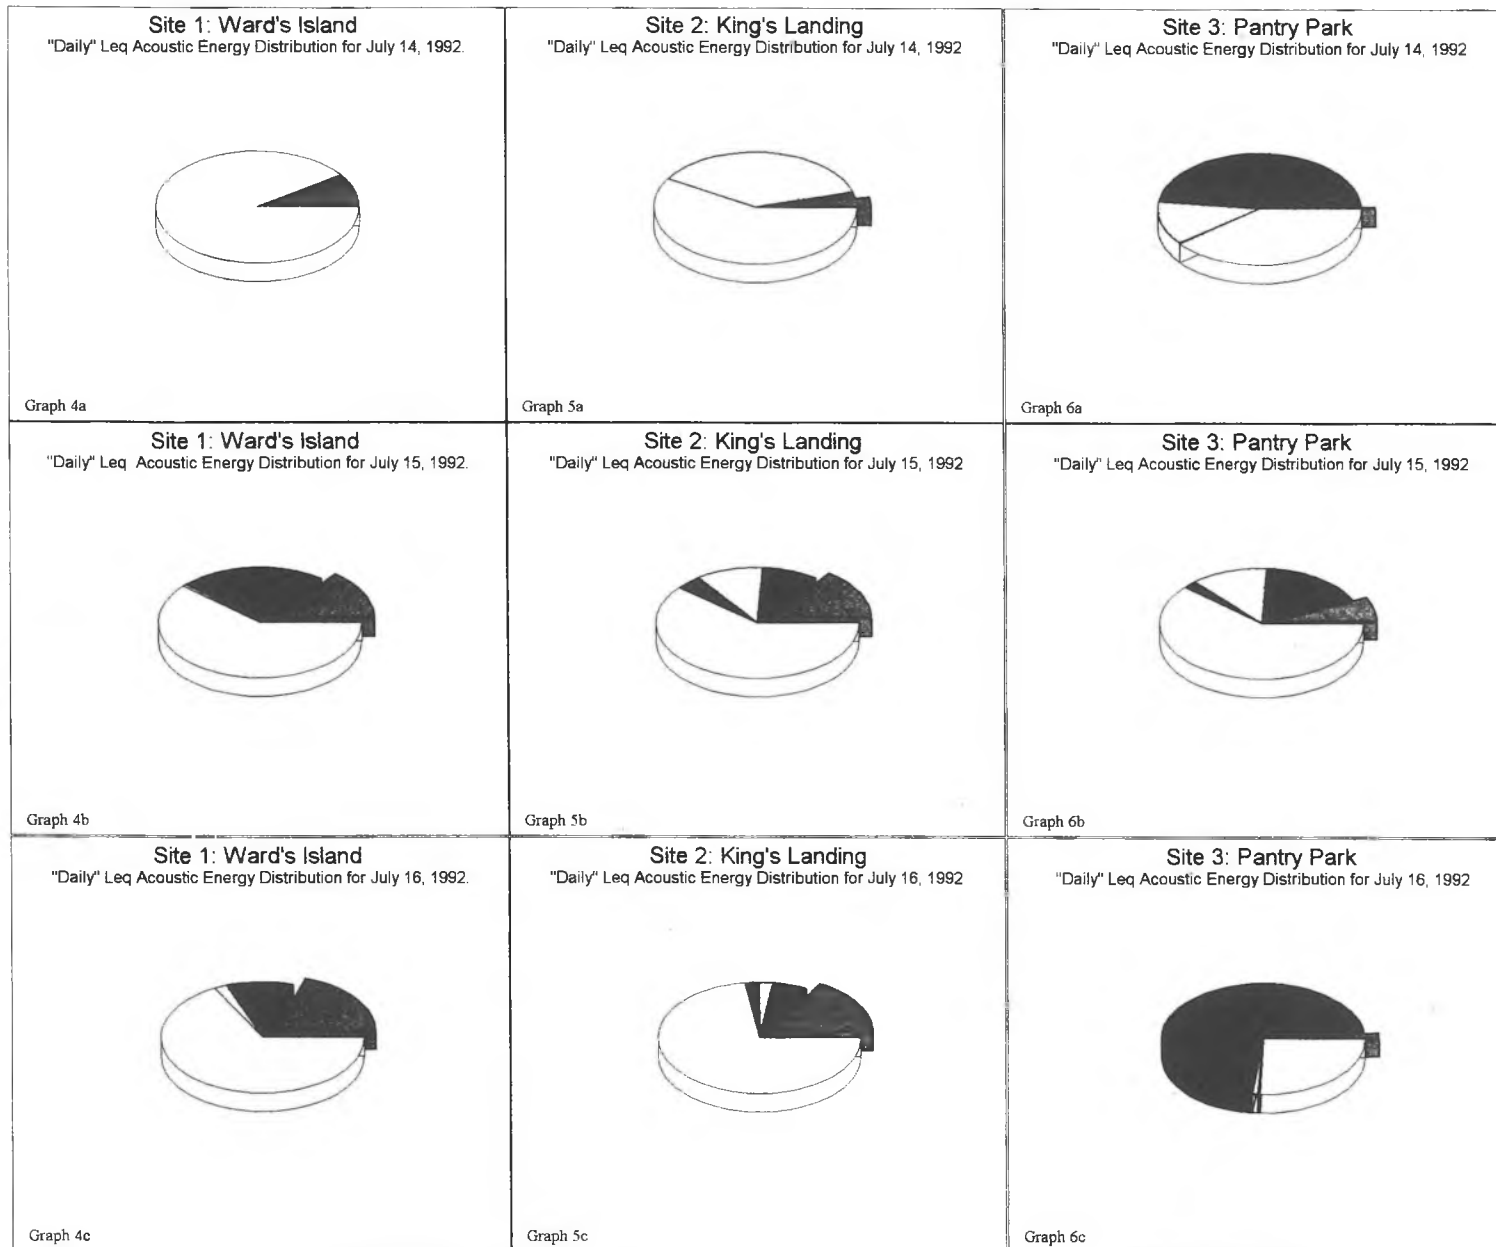 Site 1: Ward's Island
"Daily" Leq Acoustic Energy Distribution for July 14, 1992.
Graph 4a
Site 2: King's Landing
"Daily" Leq Acoustic Energy Distribution for July 14, 1992
Graph 5a
Site 3: Pantry Park
"Daily" Leq Acoustic Energy Distribution for July 14, 1992
Graph 6a
Site 1: Ward's Island
"Daily" Leq Acoustic Energy Distribution for July 15, 1992.
Graph 4b
Site 2: King's Landing
"Daily" Leq Acoustic Energy Distribution for July 15, 1992
Graph 5b
Site 3: Pantry Park
"Daily" Leq Acoustic Energy Distribution for July 15, 1992
Graph 6b
Site 1: Ward's Island
"Daily" Leq Acoustic Energy Distribution for July 16, 1992.
Graph 4c
Site 2: King's Landing
"Daily" Leq Acoustic Energy Distribution for July 16, 1992
Graph 5c
Site 3: Pantry Park
"Daily" Leq Acoustic Energy Distribution for July 16, 1992
Graph 6c